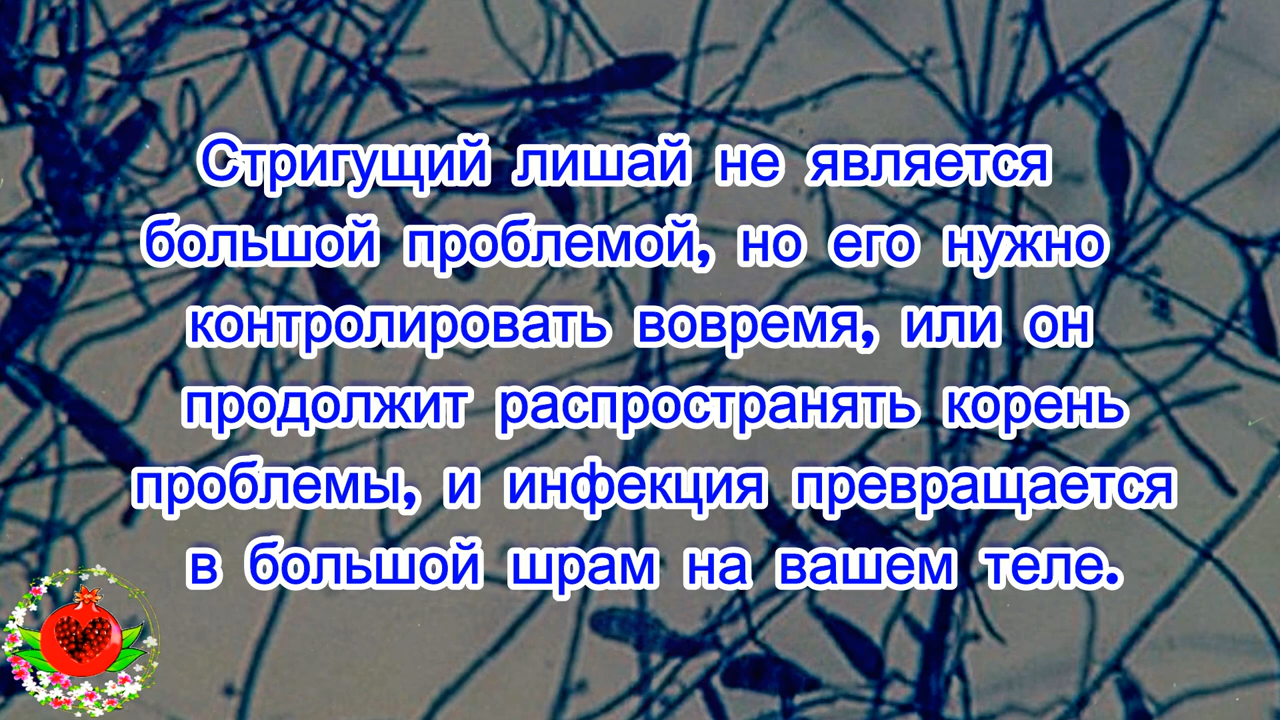 Стригущий лишай не является
большой проблемой, но его нужно
контролировать вовремя, или он
продолжит распространять корень
проблемы, и инфекция превращается
в большой шрам на вашем теле.